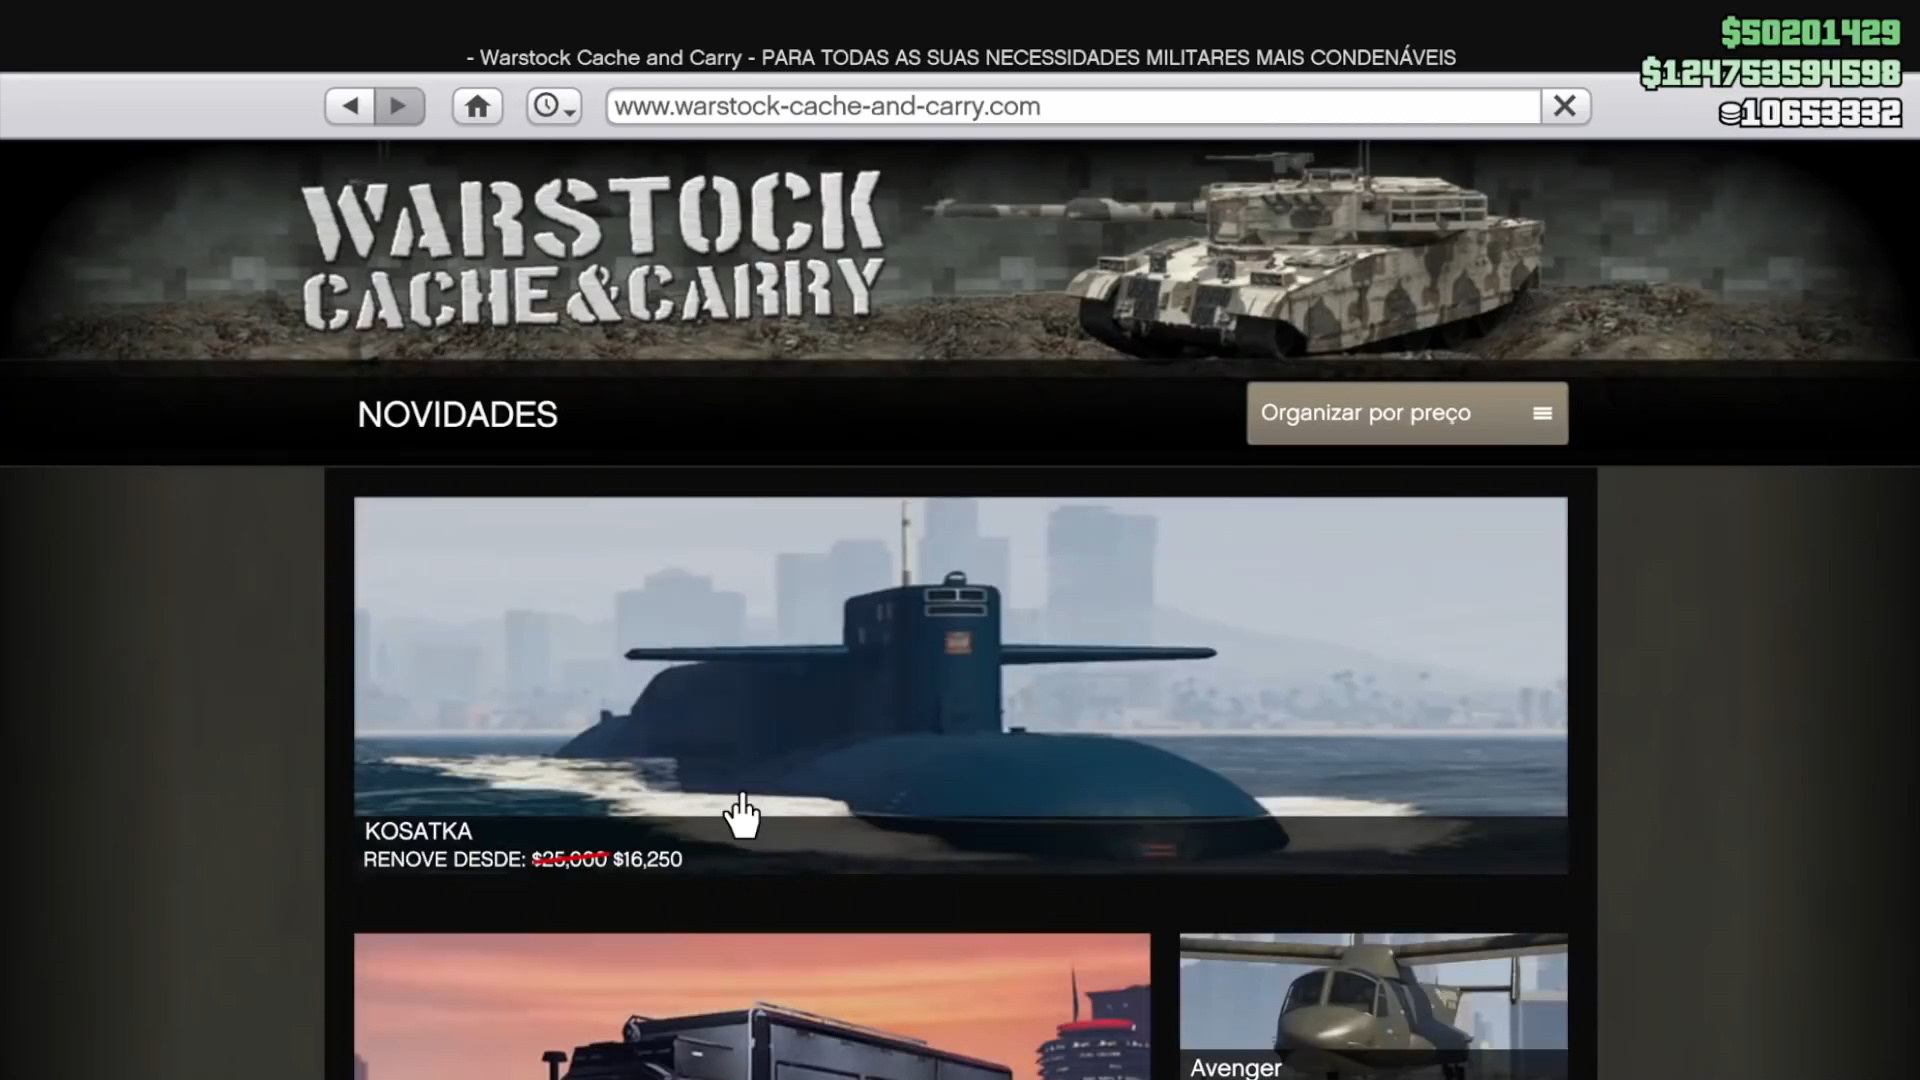 $50201429
- Warstock Cache and Carry - PARA TODAS AS SUAS NECESSIDADES MILITARES MAIS CONDENÁVEIS
$124753594598
www.warstock-cache-and-carry.com
10653332
WARSTOCK
CACHE&CARRY
NOVIDADES
Organizar por preço
KOSATKA
RENOVE DESDE: $25,000 $16,250
Avenger